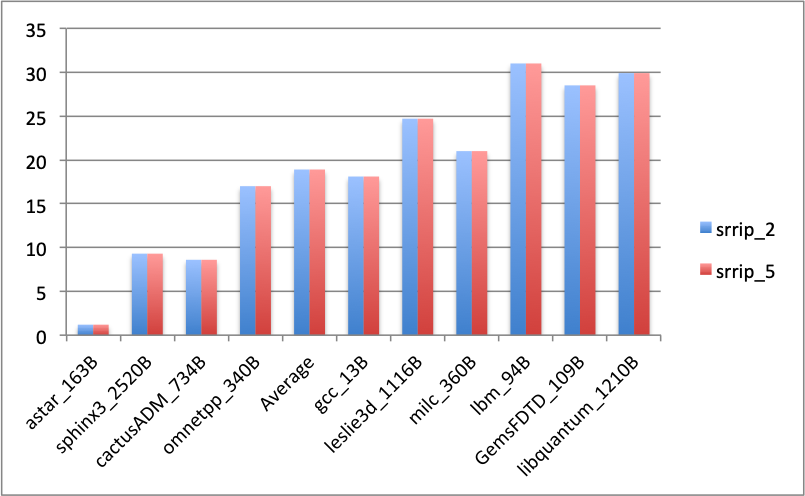 35
30
25
20
15
10
5
0
astar_163B
sphinx3_2520B
cactusADM_734B
omnetpp_340B
Average
gcc_13B
leslie3d_1116B
milc_360B
lbm_94B
GemsFDTD_109B
libquantum_1210B
srrip_2
srrip_5